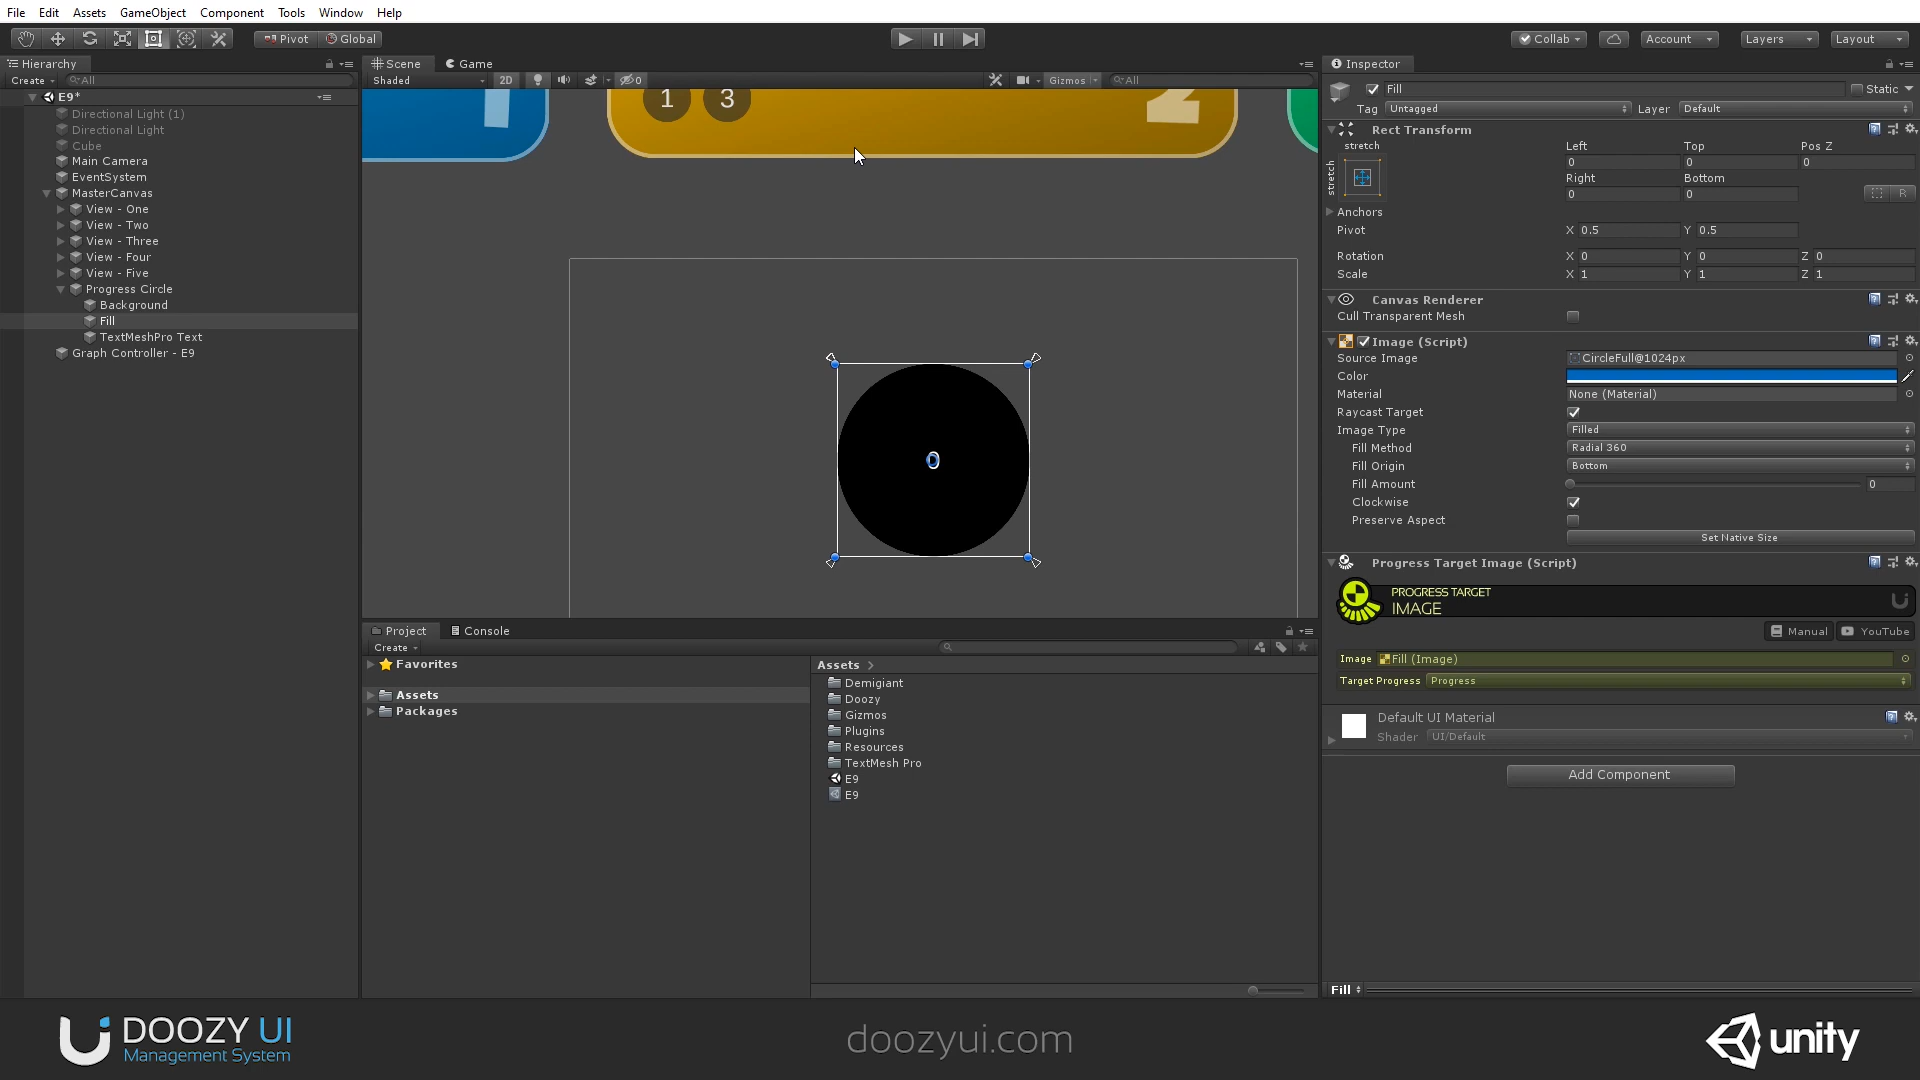 File Edit Assets GameObject Component Tools Window Help
Pivot Global Collab Account Layers Layout
Hierarchy
Create All
E9*
Directional Light (1)
Directional Light
Cube
Main Camera
EventSystem
MasterCanvas
View - One
View - Two
View - Three
View - Four
View - Five
Progress Circle
Background
Fill
TextMeshPro Text
Graph Controller - E9
Scene Game
Shaded 2D 0 Gizmos All
1 1 3 2
0
Project Console
Create
Favorites
Assets
Packages
Assets >
Demigiant
Doozy
Gizmos
Plugins
Resources
TextMesh Pro
E9
E9
Inspector
Fill Static
Tag Untagged Layer Default
Rect Transform
stretch
stretch
Left Top Pos Z
0 0 0
Right Bottom
0 0 R
Anchors
Pivot X 0.5 Y 0.5
Rotation X 0 Y 0 Z 0
Scale X 1 Y 1 Z 1
Canvas Renderer
Cull Transparent Mesh
Image (Script)
Source Image CircleFull@1024px
Color
Material None (Material)
Raycast Target
Image Type Filled
Fill Method Radial 360
Fill Origin Bottom
Fill Amount 0
Clockwise
Preserve Aspect
Set Native Size
Progress Target Image (Script)
PROGRESS TARGET
IMAGE
Manual YouTube
Image Fill (Image)
Target Progress Progress
Default UI Material
Shader UI/Default
Add Component
Fill
DOOZY UI
Management System
doozyui.com
unity